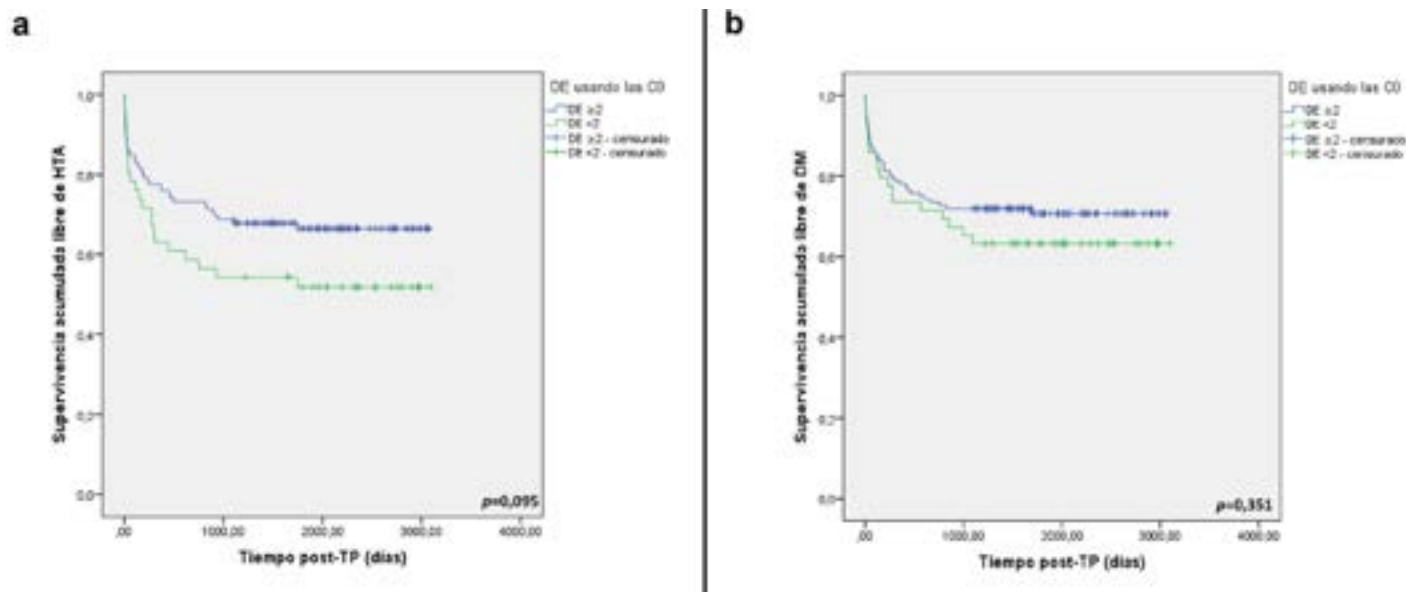 a
DE usando las C0
DE ≥2
DE <2
DE ≥2 - censurado
DE <2 - censurado
Supervivencia acumulada libre de HTA
1,0
0,8
0,6
0,4
0,2
0,0
p=0,095
,00
1000,00
2000,00
3000,00
4000,00
Tiempo post-TP (días)
b
DE usando las C0
DE ≥2
DE <2
DE ≥2 - censurado
DE <2 - censurado
Supervivencia acumulada libre de DM
1,0
0,8
0,6
0,4
0,2
0,0
p=0,351
,00
1000,00
2000,00
3000,00
4000,00
Tiempo post-TP (días)